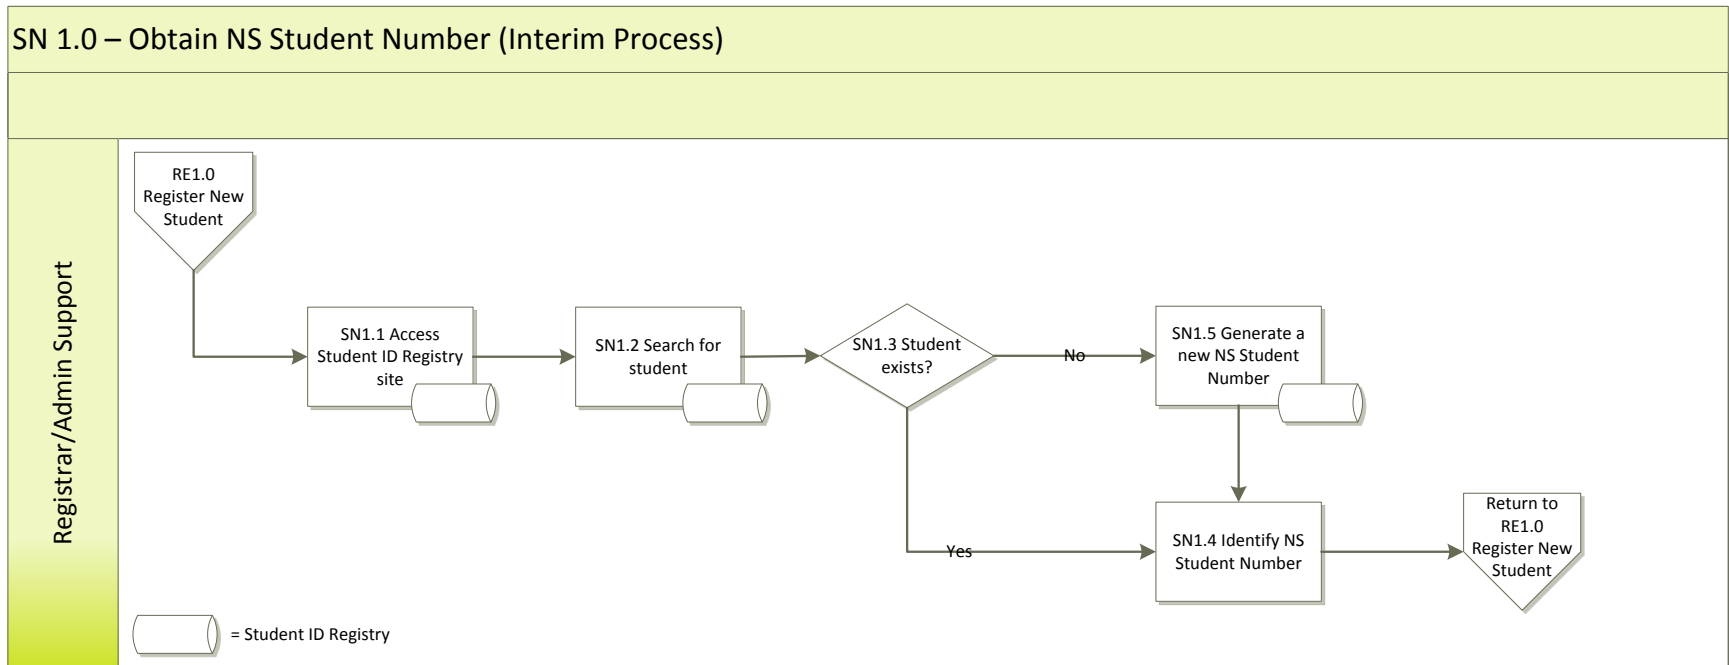 SN 1.0 – Obtain NS Student Number (Interim Process)
Registrar/Admin Support
RE1.0
Register New
Student
SN1.1 Access
Student ID Registry
site
SN1.2 Search for
student
SN1.3 Student
exists?
No
SN1.5 Generate a
new NS Student
Number
Yes
SN1.4 Identify NS
Student Number
Return to
RE1.0
Register New
Student
= Student ID Registry